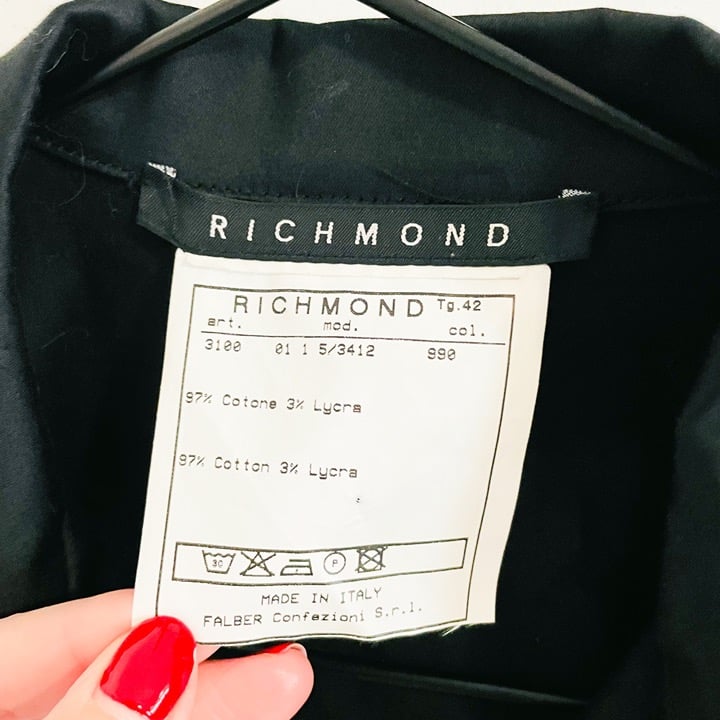 RICHMOND
RICHMOND Tg.42
art. mod. col.
3100 01 1 5/3412 990
97% Cotone 3% Lycra
97% Cotton 3% Lycra
30 P
MADE IN ITALY
FALBER Confezioni S.r.l.